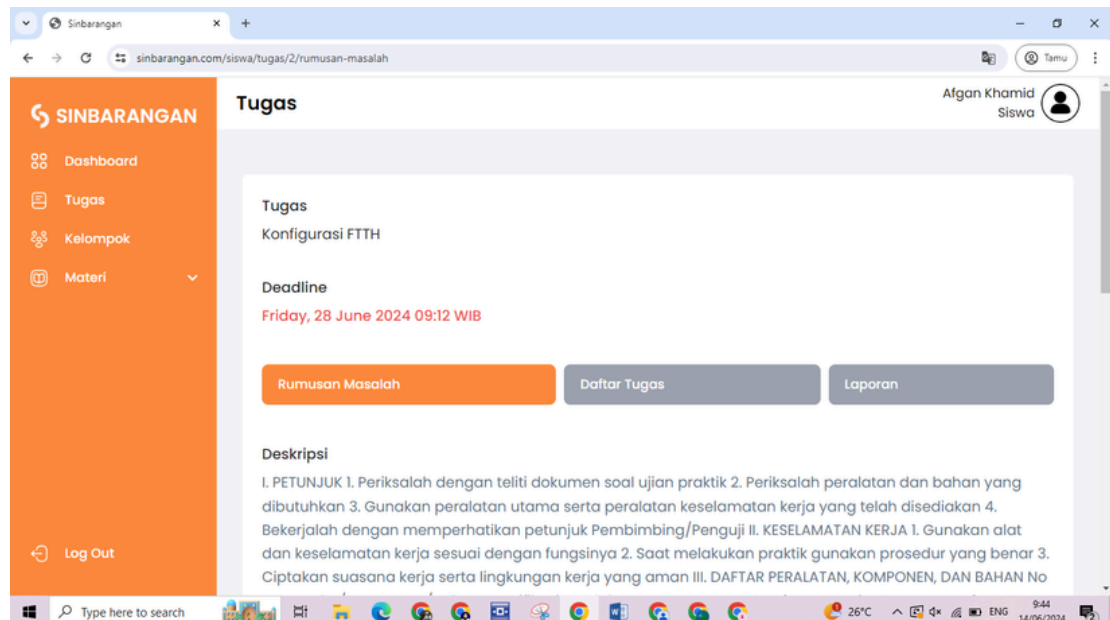 Sinbarangan
sinbarangan.com/siswa/tugas/2/rumusan-masalah
Tamu
SINBARANGAN
Dashboard
Tugas
Kelompok
Materi
Log Out
Tugas
Afgan Khamid
Siswa
Tugas
Konfigurasi FTTH
Deadline
Friday, 28 June 2024 09:12 WIB
Rumusan Masalah
Daftar Tugas
Laporan
Deskripsi
I. PETUNJUK 1. Periksalah dengan teliti dokumen soal ujian praktik 2. Periksalah peralatan dan bahan yang
dibutuhkan 3. Gunakan peralatan utama serta peralatan keselamatan kerja yang telah disediakan 4.
Bekerjalah dengan memperhatikan petunjuk Pembimbing/Penguji II. KESELAMATAN KERJA 1. Gunakan alat
dan keselamatan kerja sesuai dengan fungsinya 2. Saat melakukan praktik gunakan prosedur yang benar 3.
Ciptakan suasana kerja serta lingkungan kerja yang aman III. DAFTAR PERALATAN, KOMPONEN, DAN BAHAN No
Type here to search
26°C
ENG
9:44
14/06/2024